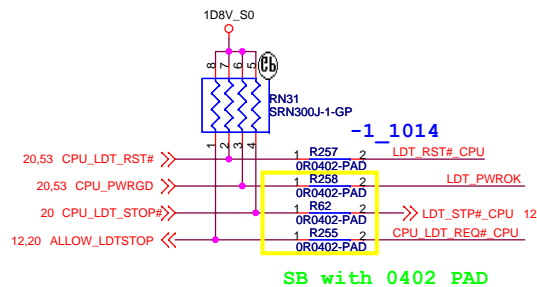 1D8V_S0
8 7 6 5
RN31
SRN300J-1-GP
1 2 3 4
-1_1014
20,53 CPU_LDT_RST# 1 R257 2 LDT_RST#_CPU
0R0402-PAD
20,53 CPU_PWRGD 1 R258 2 LDT_PWROK
0R0402-PAD
20 CPU_LDT_STOP# 1 R62 2 LDT_STP#_CPU 12
0R0402-PAD
12,20 ALLOW_LDTSTOP 1 R255 2 CPU_LDT_REQ#_CPU
0R0402-PAD
SB with 0402 PAD